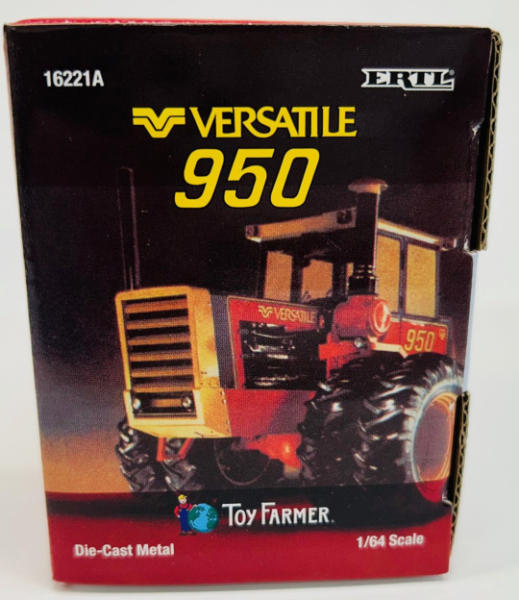 16221A ERTL®
VERSATILE
950
VERSATILE
950
TOY FARMER®
Die-Cast Metal 1/64 Scale